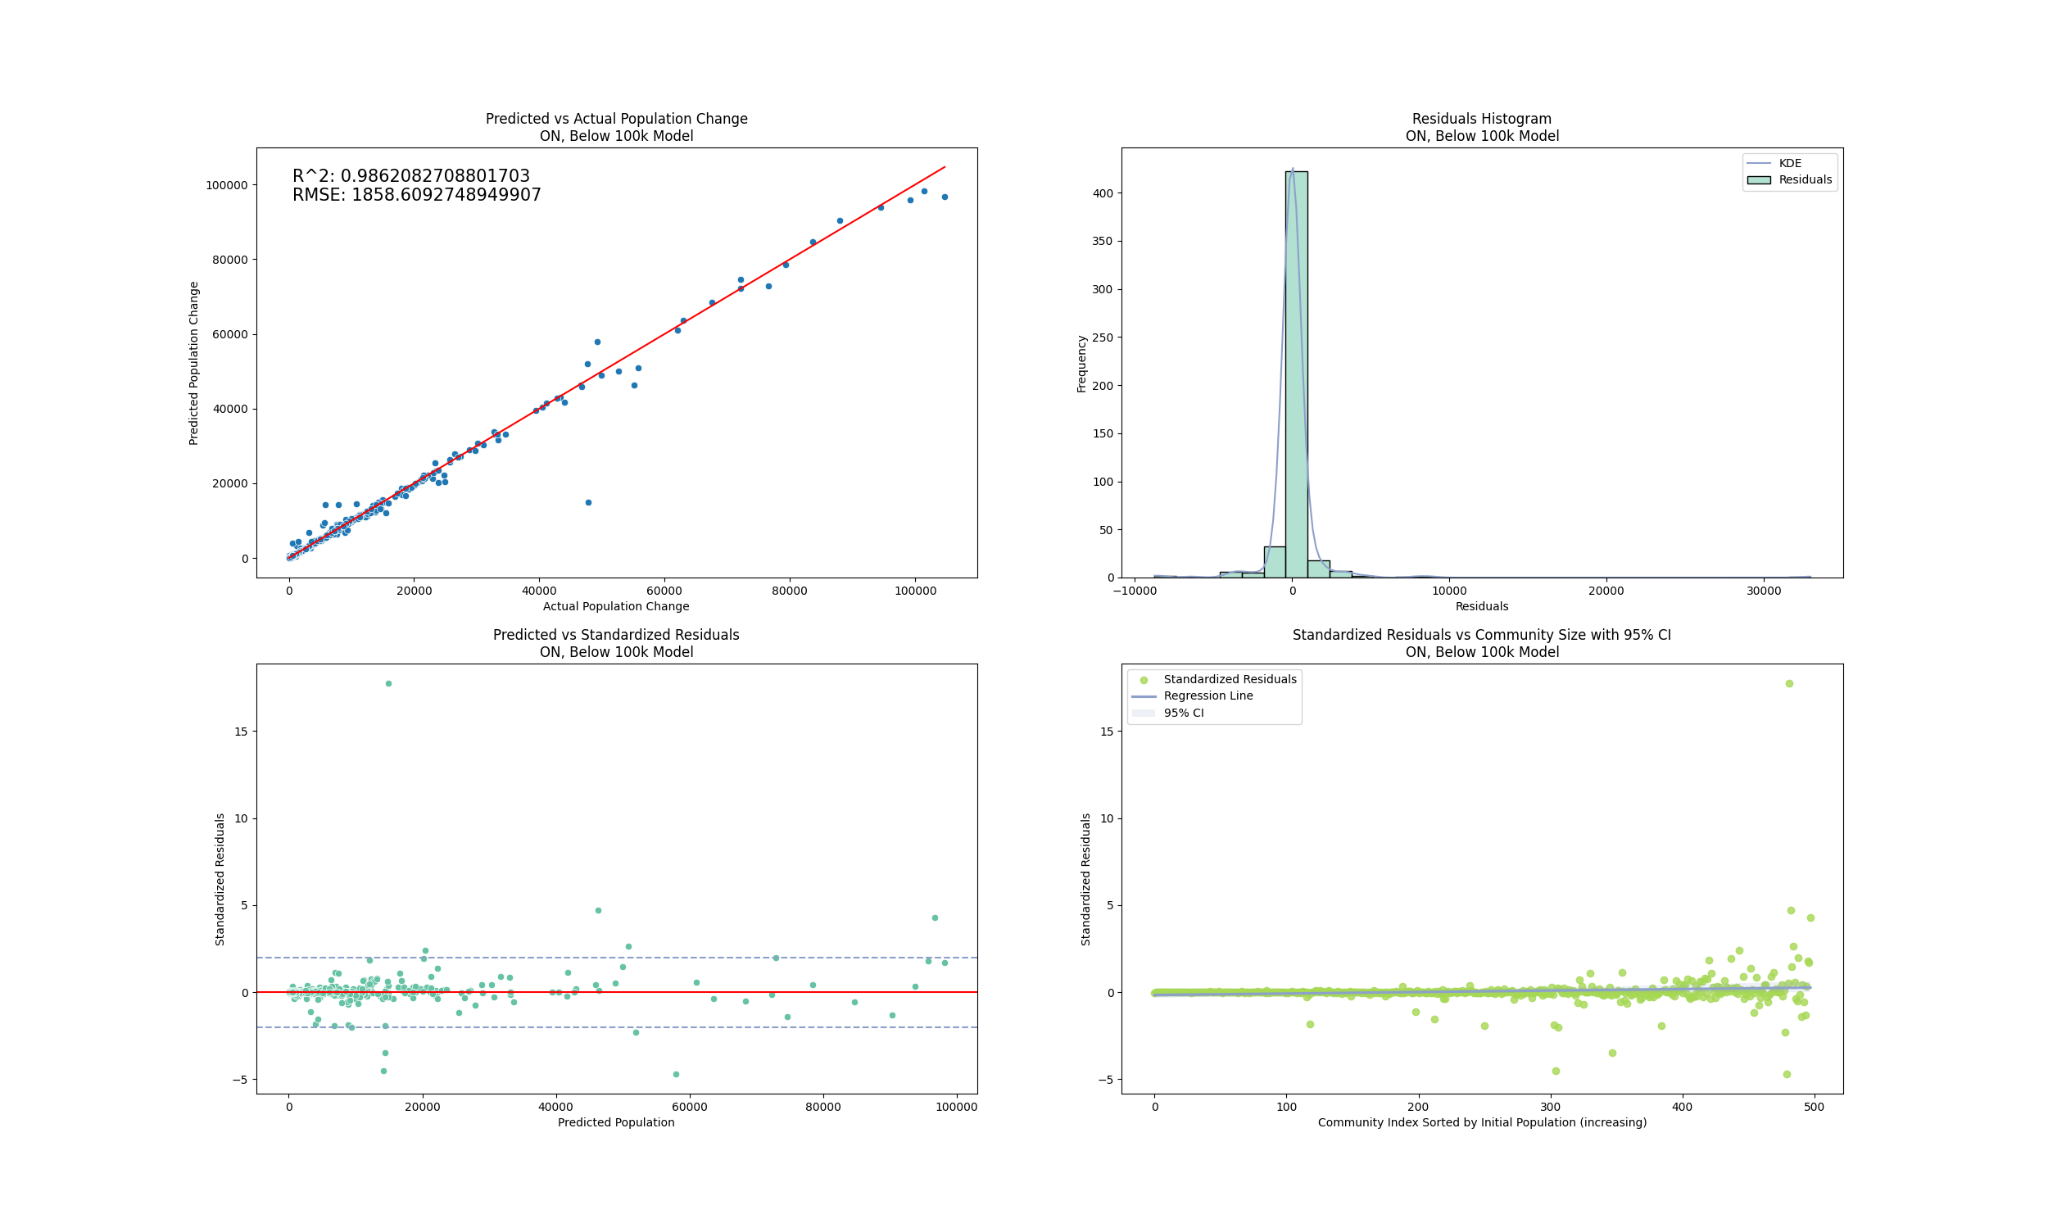 Predicted vs Actual Population Change
ON, Below 100k Model
R^2: 0.9862082708801703
RMSE: 1858.6092748949907
100000
80000
60000
40000
20000
0
Predicted Population Change
0 20000 40000 60000 80000 100000
Actual Population Change
Residuals Histogram
ON, Below 100k Model
KDE
Residuals
400
350
300
250
200
150
100
50
0
Frequency
−10000 0 10000 20000 30000
Residuals
Predicted vs Standardized Residuals
ON, Below 100k Model
15
10
5
0
−5
Standardized Residuals
0 20000 40000 60000 80000 100000
Predicted Population
Standardized Residuals vs Community Size with 95% CI
ON, Below 100k Model
Standardized Residuals
Regression Line
95% CI
15
10
5
0
−5
Standardized Residuals
0 100 200 300 400 500
Community Index Sorted by Initial Population (increasing)